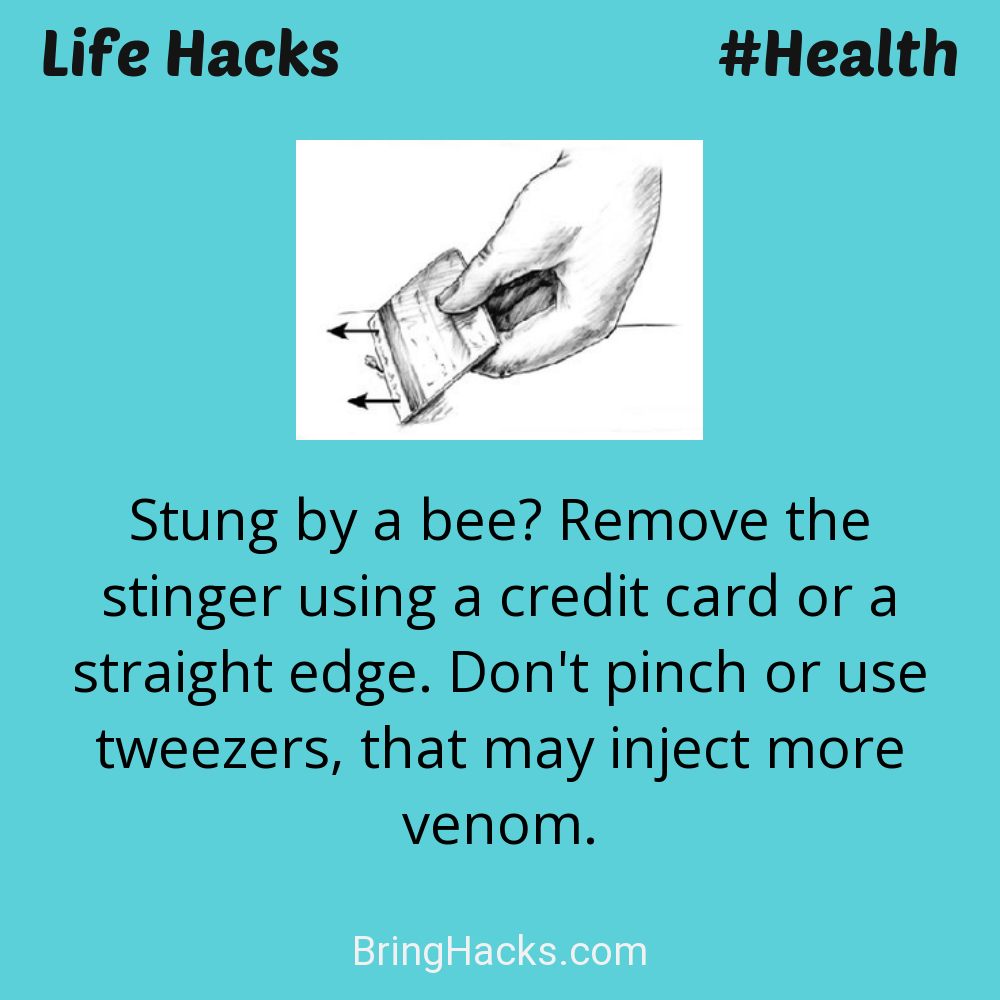 Life Hacks
#Health
Stung by a bee? Remove the
stinger using a credit card or a
straight edge. Don't pinch or use
tweezers, that may inject more
venom.
BringHacks.com